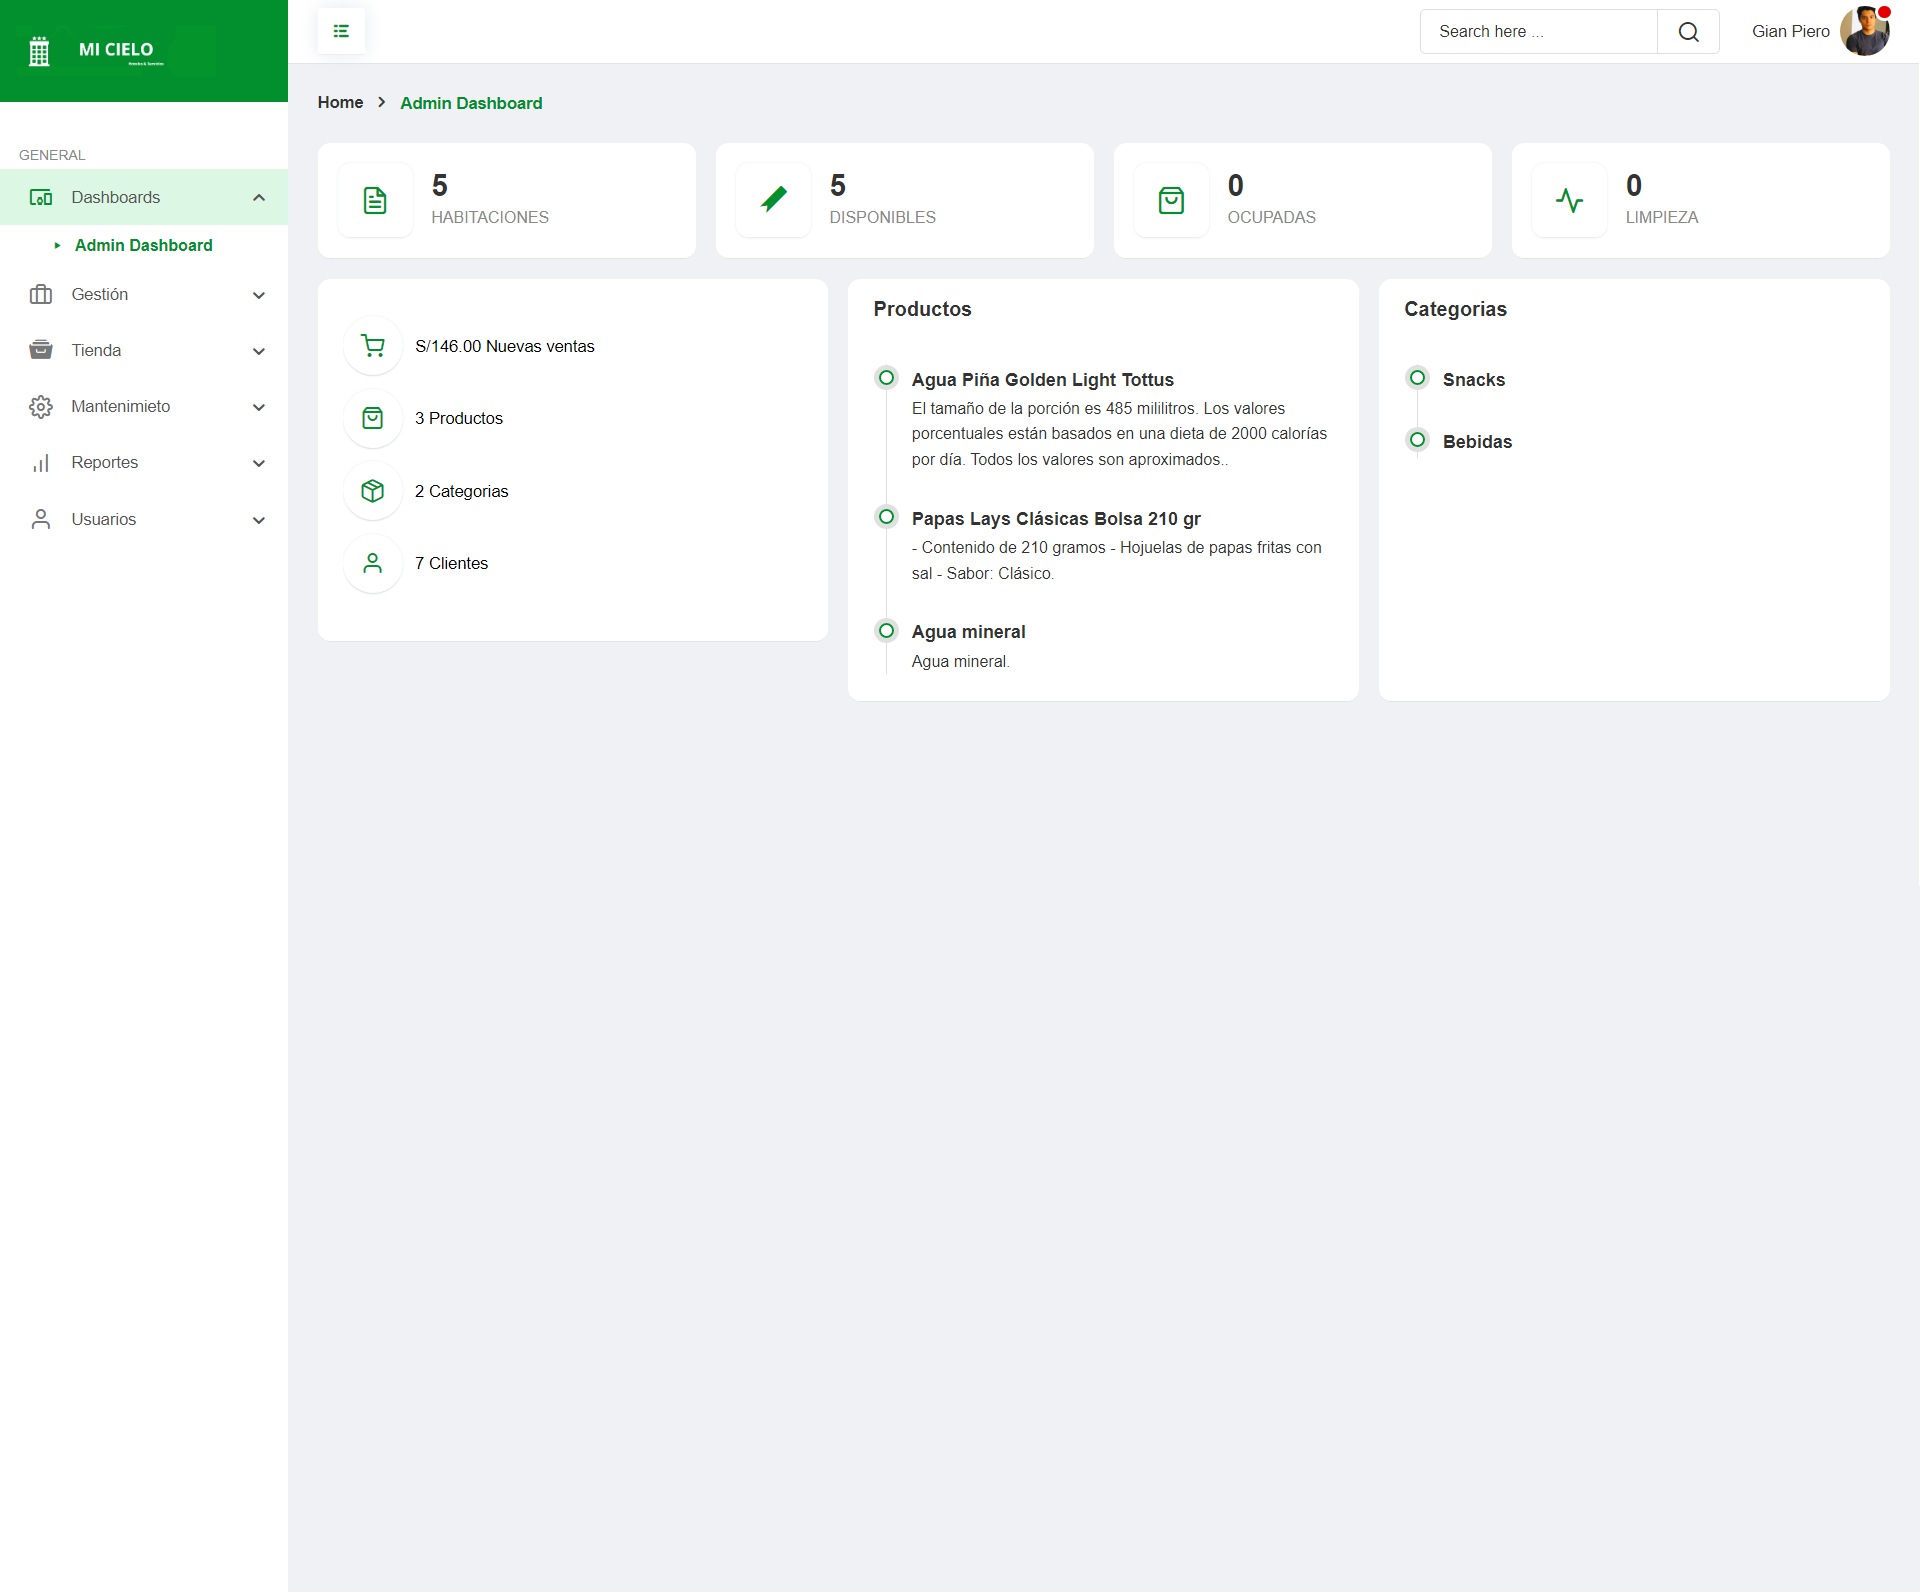 MI CIELO
Search here ...
Gian Piero
Home
Admin Dashboard
GENERAL
Dashboards
Admin Dashboard
Gestión
Tienda
Mantenimieto
Reportes
Usuarios
5
HABITACIONES
5
DISPONIBLES
0
OCUPADAS
0
LIMPIEZA
S/146.00 Nuevas ventas
3 Productos
2 Categorias
7 Clientes
Productos
Agua Piña Golden Light Tottus
El tamaño de la porción es 485 mililitros. Los valores
porcentuales están basados en una dieta de 2000 calorías
por día. Todos los valores son aproximados..
Papas Lays Clásicas Bolsa 210 gr
- Contenido de 210 gramos - Hojuelas de papas fritas con
sal - Sabor: Clásico.
Agua mineral
Agua mineral.
Categorias
Snacks
Bebidas